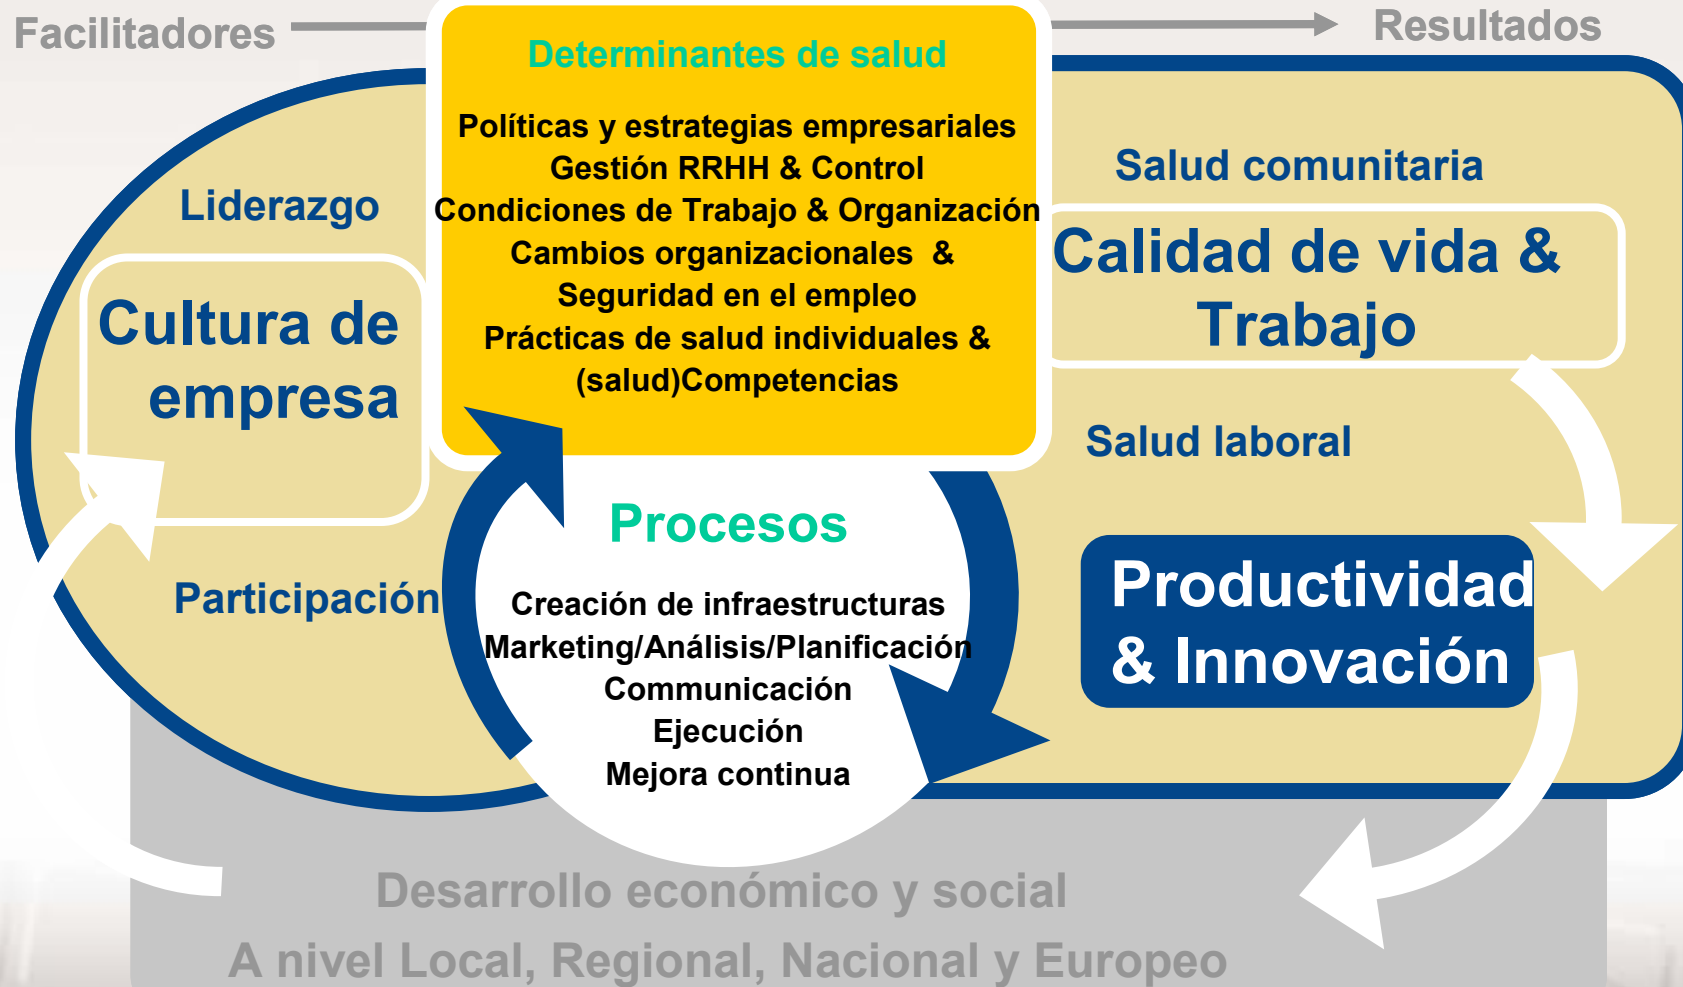 Facilitadores
Resultados
Determinantes de salud
Políticas y estrategias empresariales
Gestión RRHH & Control
Condiciones de Trabajo & Organización
Cambios organizacionales &
Seguridad en el empleo
Prácticas de salud individuales &
(salud)Competencias
Liderazgo
Cultura de
empresa
Participación
Procesos
Creación de infraestructuras
Marketing/Análisis/Planificación
Communicación
Ejecución
Mejora continua
Salud comunitaria
Calidad de vida &
Trabajo
Salud laboral
Productividad
& Innovación
Desarrollo económico y social
A nivel Local, Regional, Nacional y Europeo